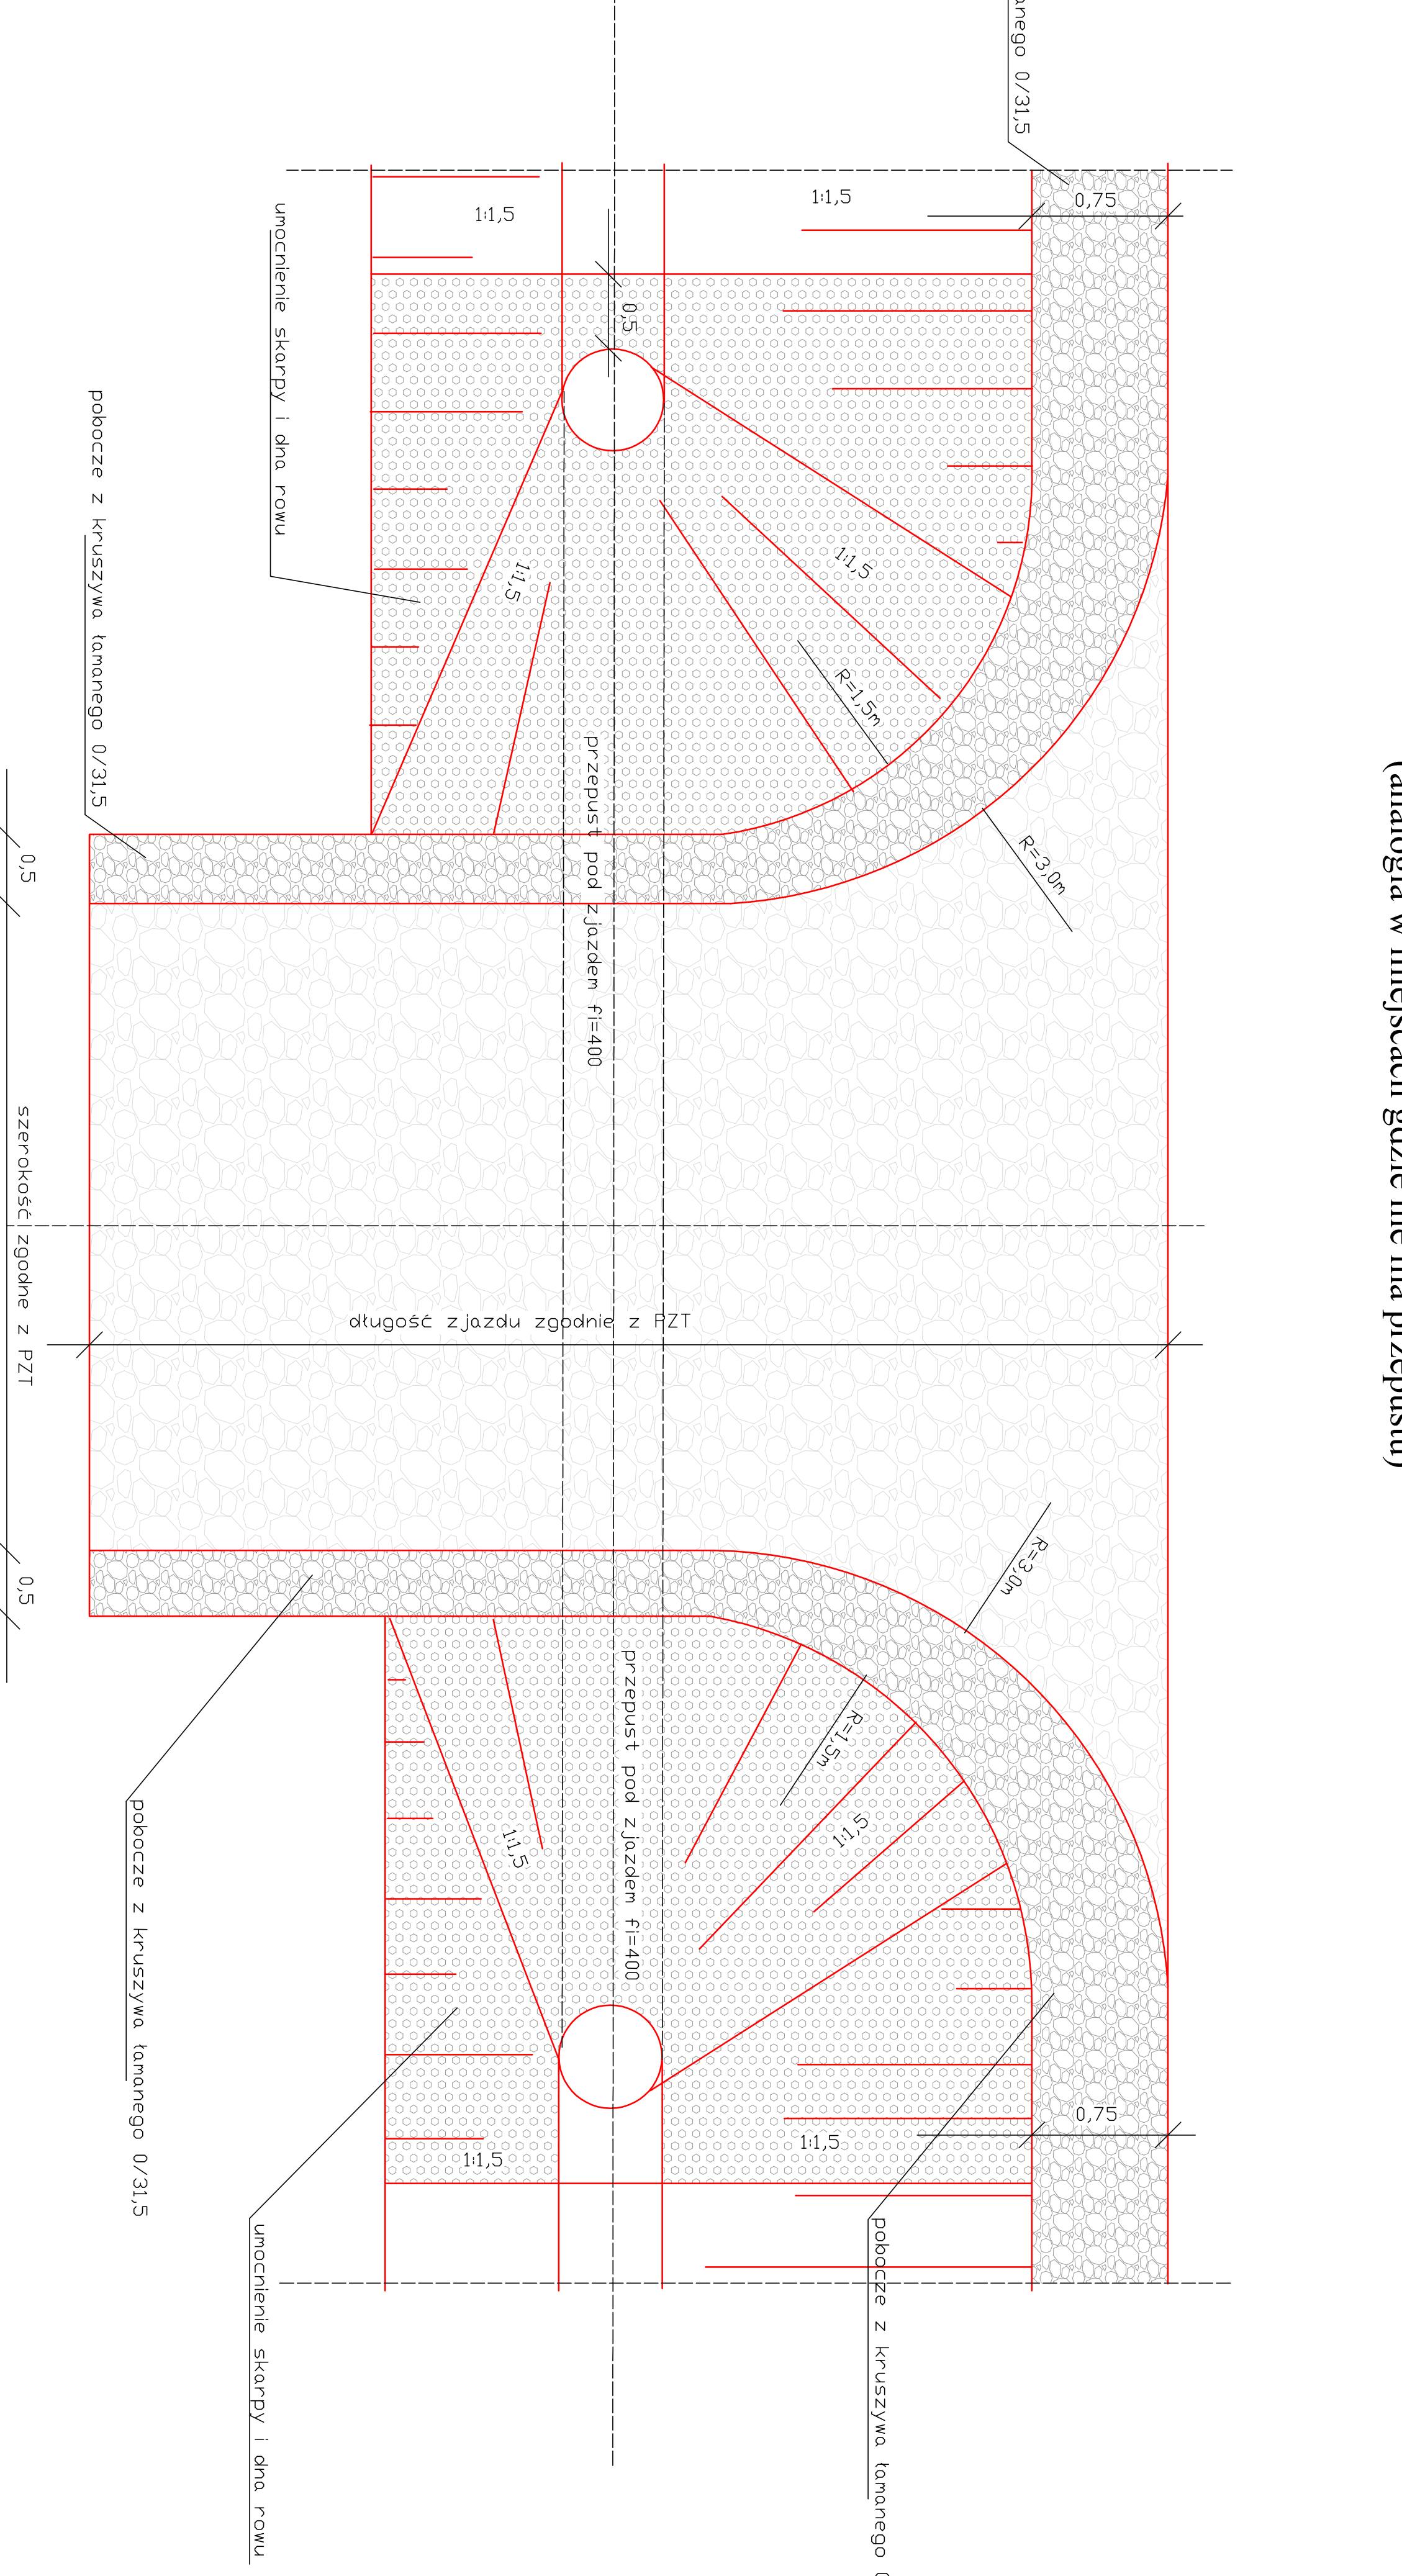 (analogia w miejscach gdzie nie ma przepustu)
0/31,5
0,75
1:1,5
1:1,5
umocnienie skarpy i dna rowu
0,5
pobocze z kruszywa łamanego 0/31,5
1:1,5
1:1,5
R=1,5m
R=3,0m
przepust pod zjazdem fi=400
0,5
szerokość zgodne z PZT
długość zjazdu zgodnie z PZT
0,5
R=3,0m
R=1,5m
1:1,5
1:1,5
przepust pod zjazdem fi=400
pobocze z kruszywa łamanego 0/31,5
0,75
1:1,5
1:1,5
umocnienie skarpy i dna rowu
pobocze z kruszywa łamanego